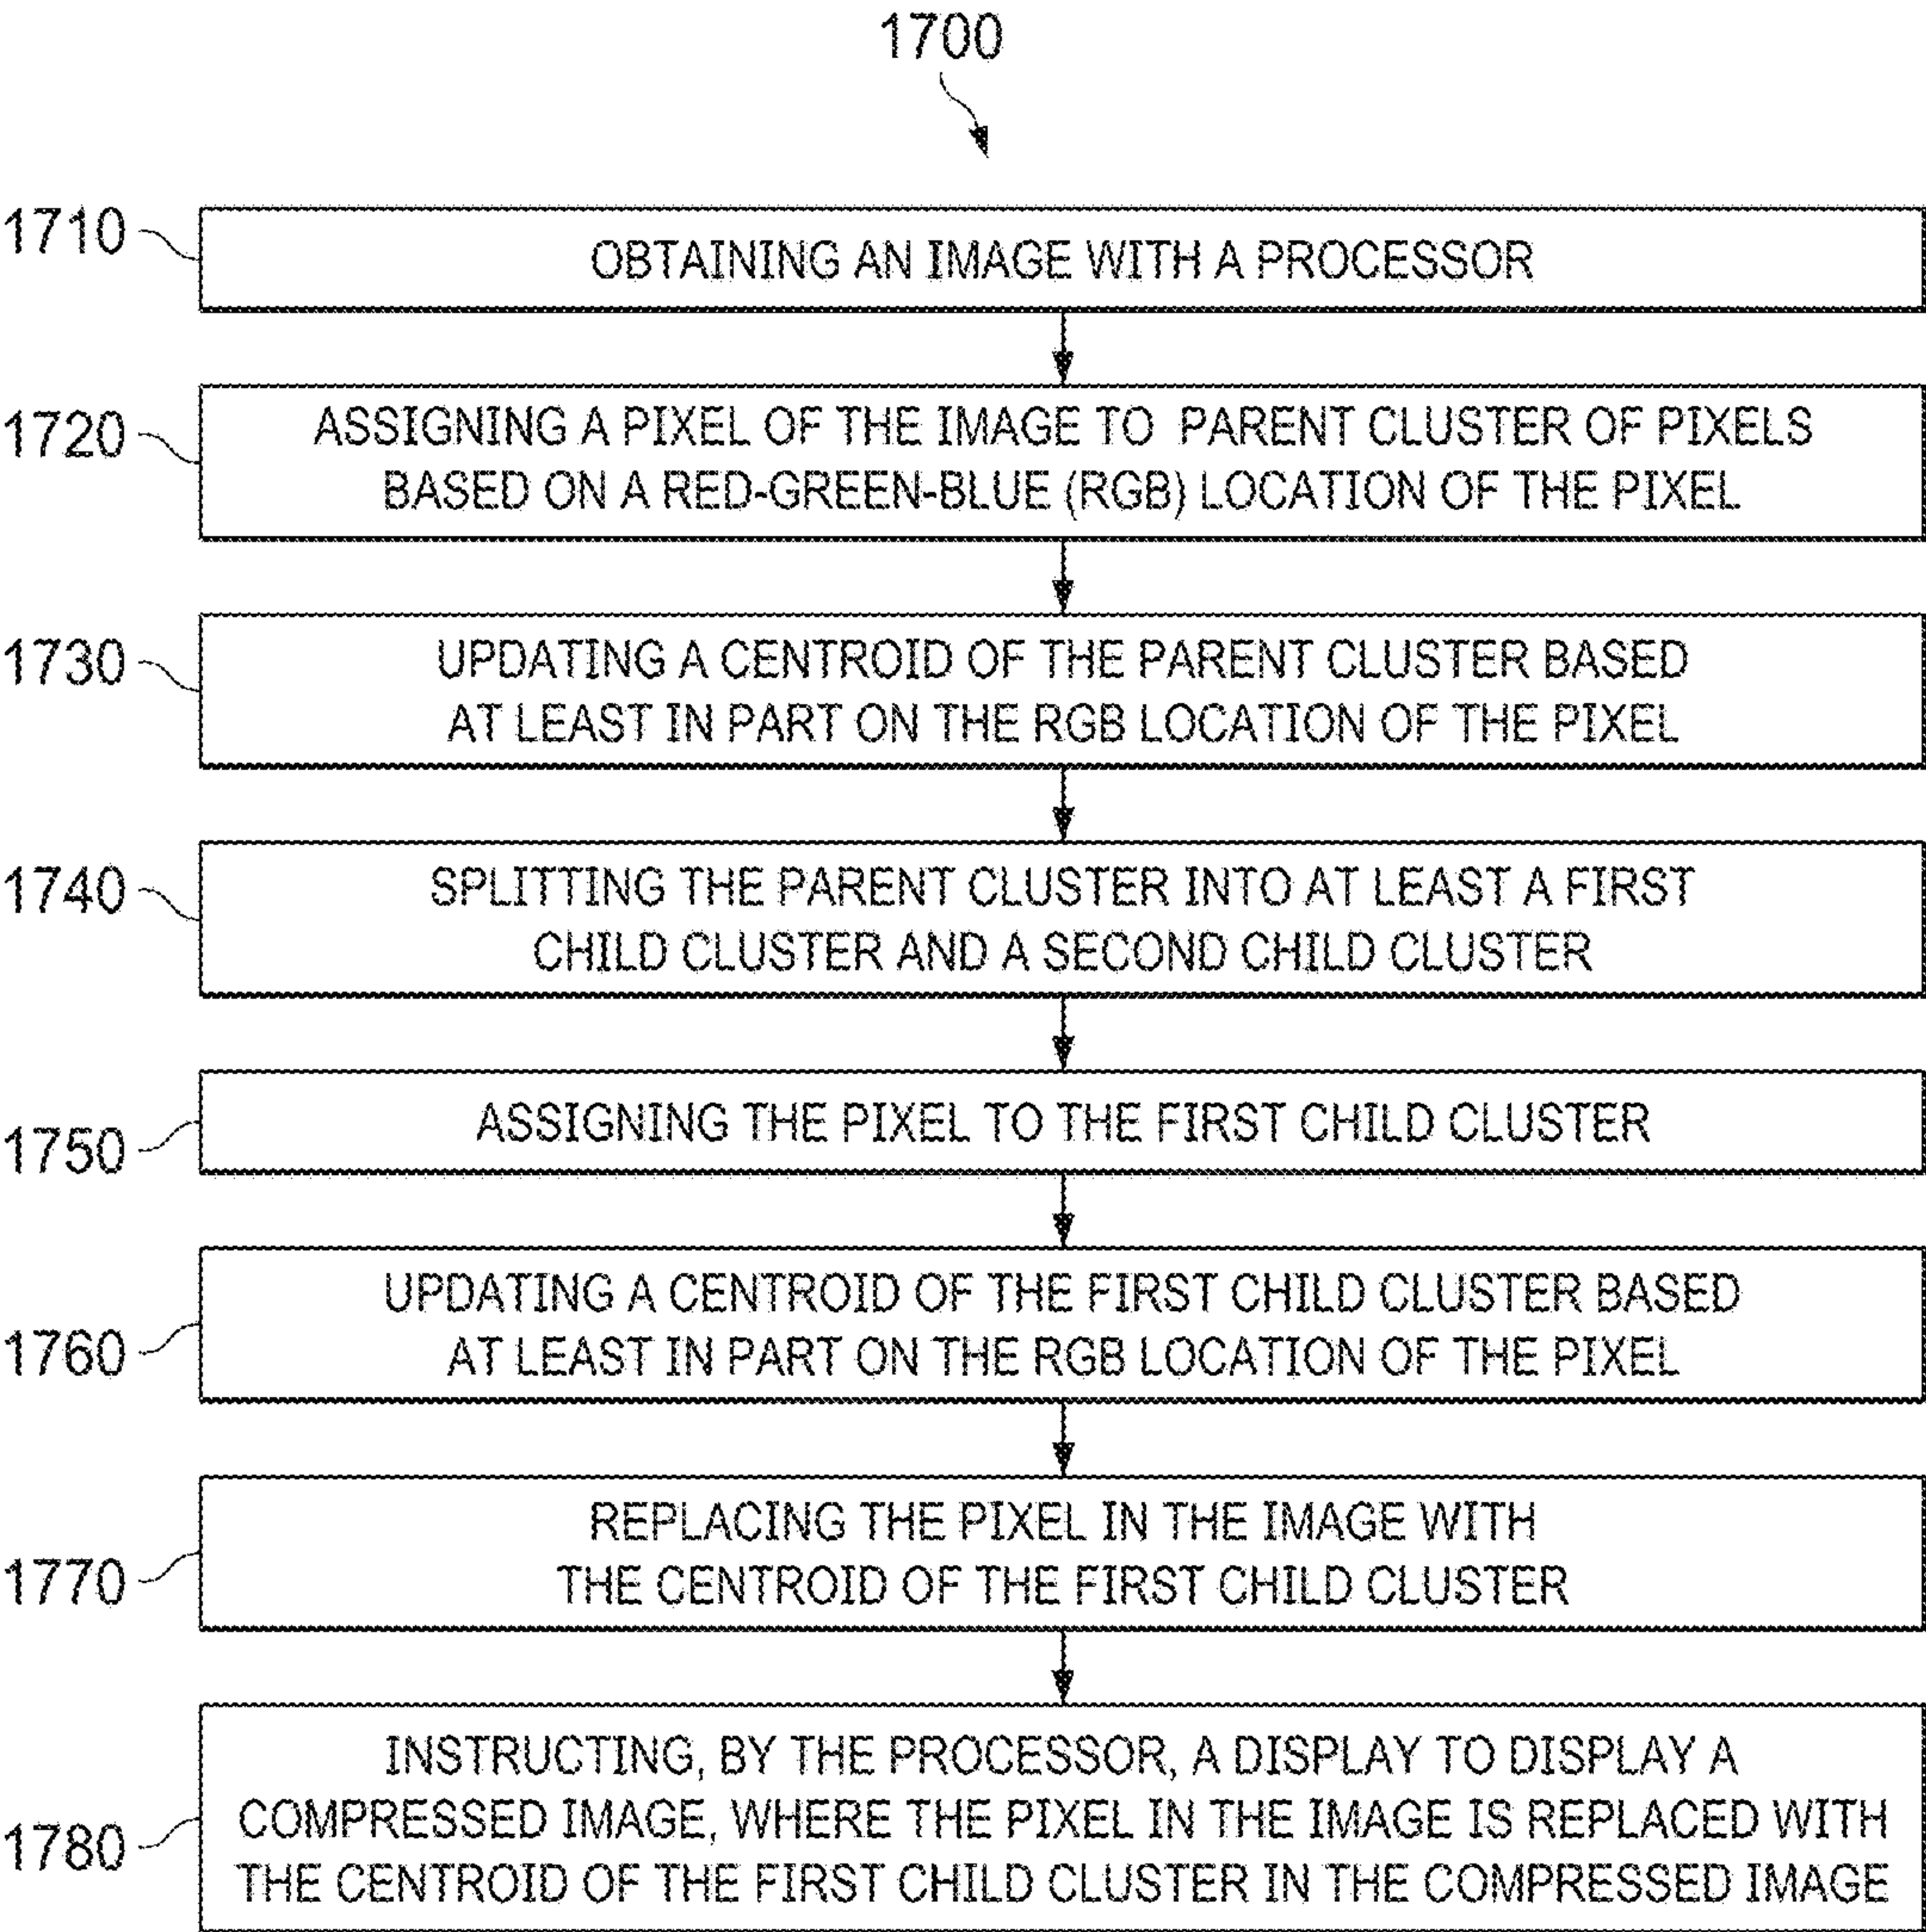 1700
1710
OBTAINING AN IMAGE WITH A PROCESSOR
1720
ASSIGNING A PIXEL OF THE IMAGE TO PARENT CLUSTER OF PIXELS
BASED ON A RED-GREEN-BLUE (RGB) LOCATION OF THE PIXEL
1730
UPDATING A CENTROID OF THE PARENT CLUSTER BASED
AT LEAST IN PART ON THE RGB LOCATION OF THE PIXEL
1740
SPLITTING THE PARENT CLUSTER INTO AT LEAST A FIRST
CHILD CLUSTER AND A SECOND CHILD CLUSTER
1750
ASSIGNING THE PIXEL TO THE FIRST CHILD CLUSTER
1760
UPDATING A CENTROID OF THE FIRST CHILD CLUSTER BASED
AT LEAST IN PART ON THE RGB LOCATION OF THE PIXEL
1770
REPLACING THE PIXEL IN THE IMAGE WITH
THE CENTROID OF THE FIRST CHILD CLUSTER
1780
INSTRUCTING, BY THE PROCESSOR, A DISPLAY TO DISPLAY A
COMPRESSED IMAGE, WHERE THE PIXEL IN THE IMAGE IS REPLACED WITH
THE CENTROID OF THE FIRST CHILD CLUSTER IN THE COMPRESSED IMAGE